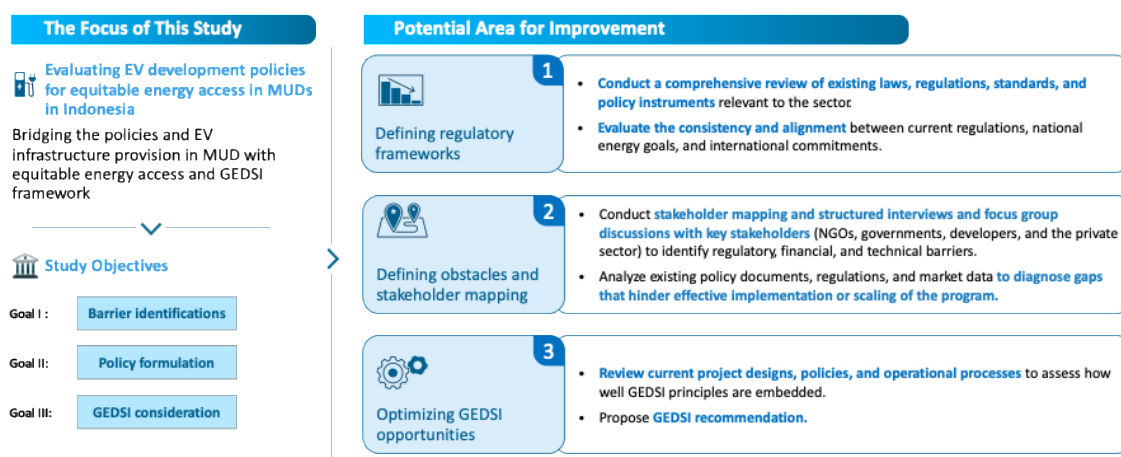 The Focus of This Study
Evaluating EV development policies
for equitable energy access in MUDs
in Indonesia
Bridging the policies and EV
infrastructure provision in MUD with
equitable energy access and GEDSI
framework
Study Objectives
Goal I :
Barrier identifications
Goal II:
Policy formulation
Goal III:
GEDSI consideration
Potential Area for Improvement
1
Defining regulatory
frameworks
• Conduct a comprehensive review of existing laws, regulations, standards, and
policy instruments relevant to the sector.
• Evaluate the consistency and alignment between current regulations, national
energy goals, and international commitments.
2
Defining obstacles and
stakeholder mapping
• Conduct stakeholder mapping and structured interviews and focus group
discussions with key stakeholders (NGOs, governments, developers, and the private
sector) to identify regulatory, financial, and technical barriers.
• Analyze existing policy documents, regulations, and market data to diagnose gaps
that hinder effective implementation or scaling of the program.
3
Optimizing GEDSI
opportunities
• Review current project designs, policies, and operational processes to assess how
well GEDSI principles are embedded.
• Propose GEDSI recommendation.